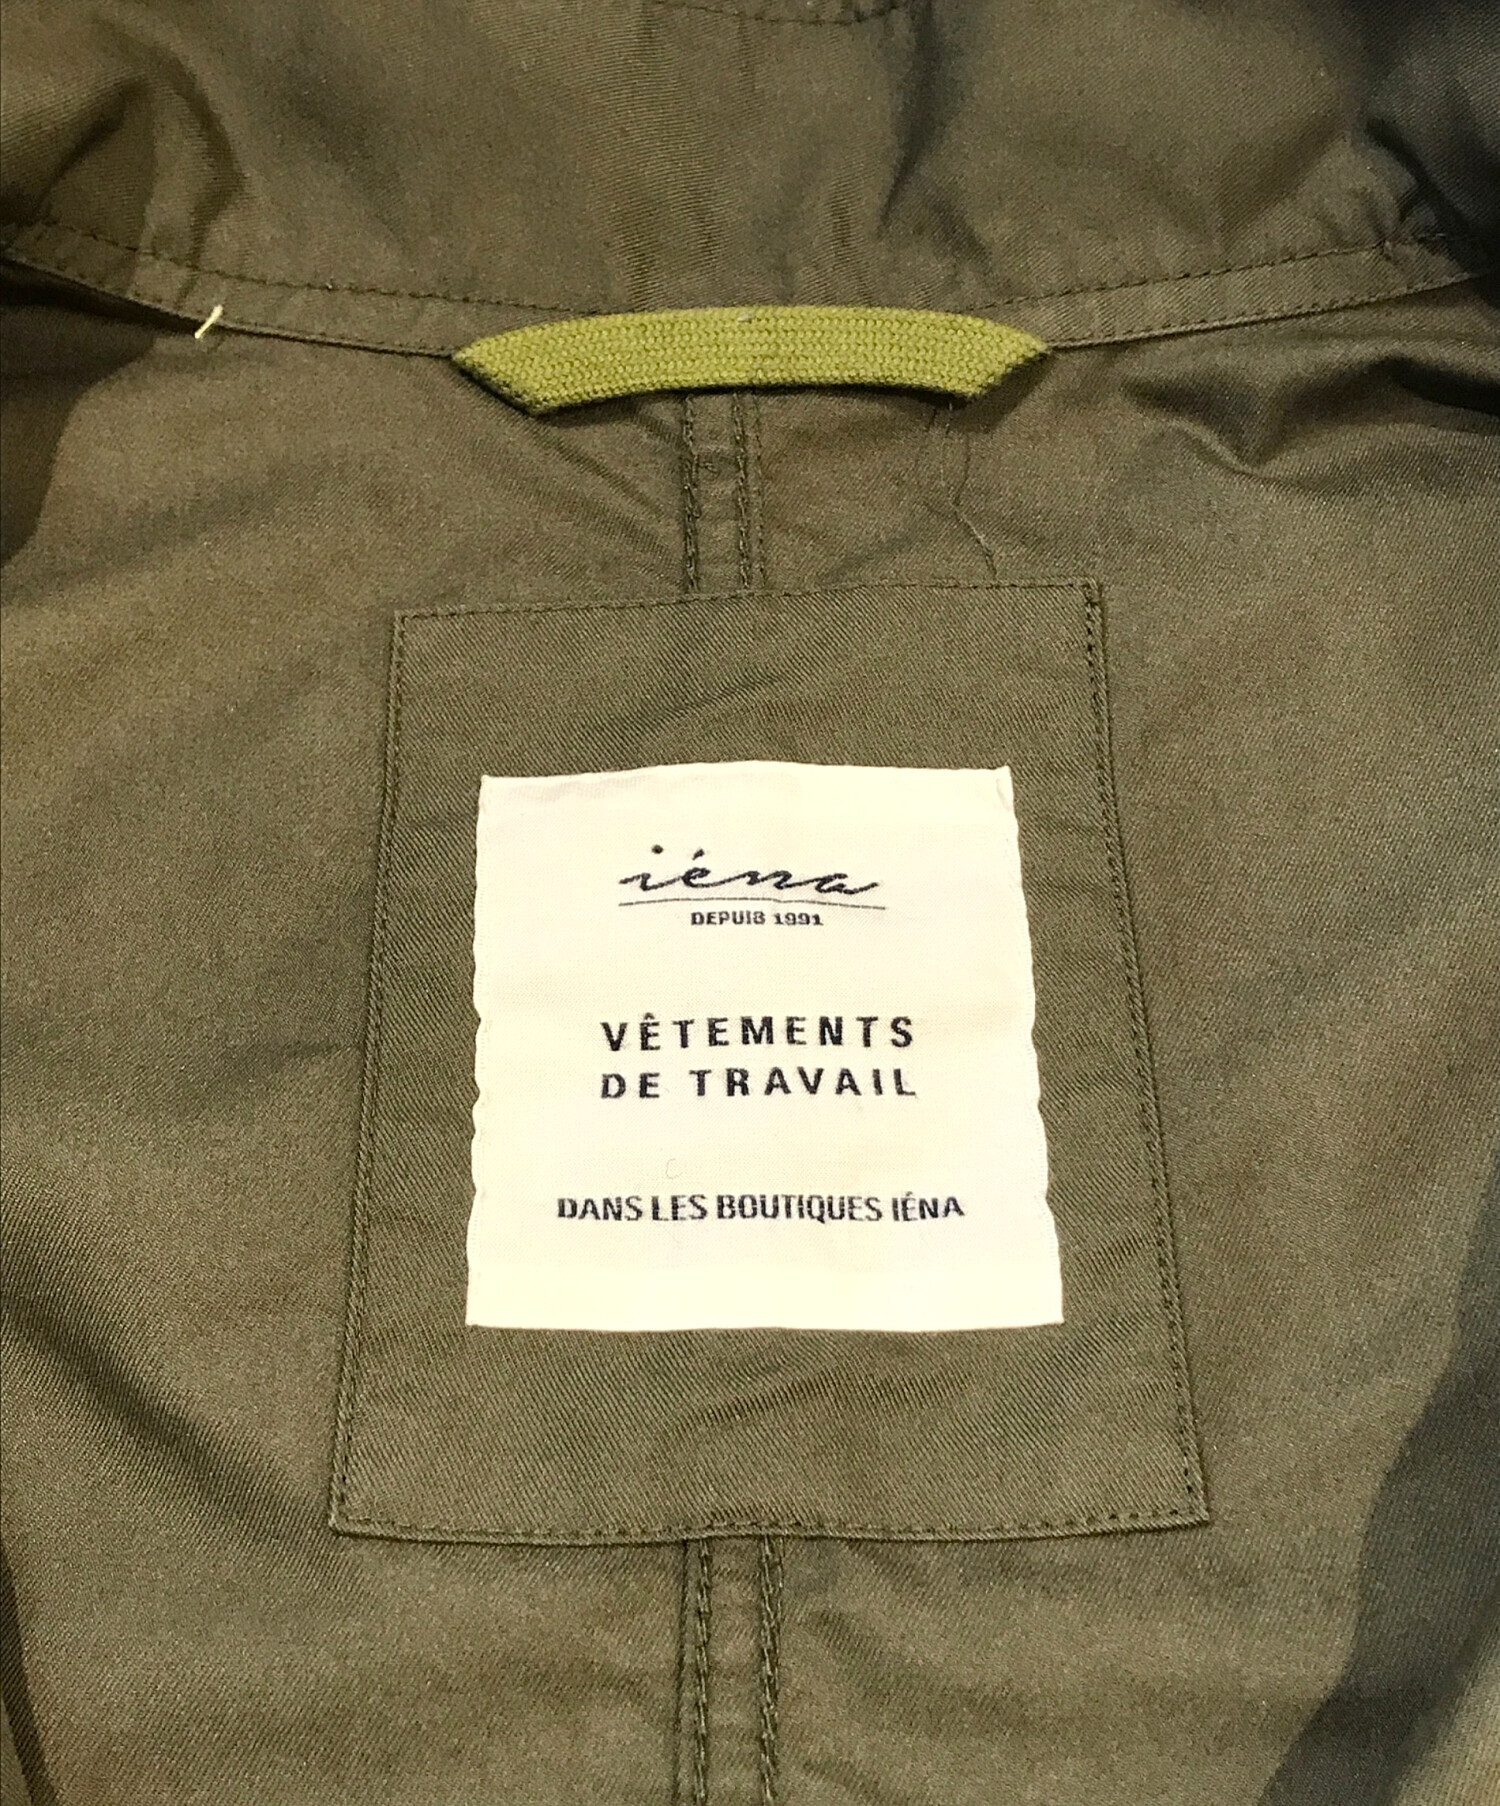 iéna
DEPUIS 1991
VÊTEMENTS
DE TRAVAIL
DANS LES BOUTIQUES IÉNA